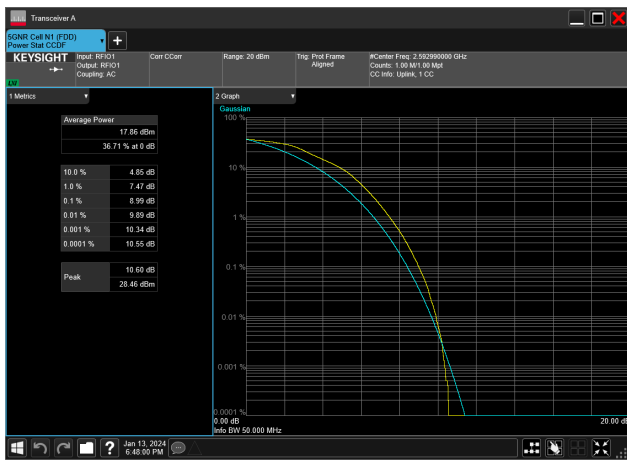 Transceiver A
5GNR Cell N1 (FDD)
Power Stat CCDF
KEYSIGHT
LXI
Input: RFIO1
Output: RFIO1
Coupling: AC
Corr CCorr
Range: 20 dBm
Trig: Prot Frame
Aligned
#Center Freq: 2.592990000 GHz
Counts: 1.00 M/1.00 Mpt
CC Info: Uplink, 1 CC
1 Metrics
Average Power
17.86 dBm
36.71 % at 0 dB
10.0 % 4.85 dB
1.0 % 7.47 dB
0.1 % 8.99 dB
0.01 % 9.89 dB
0.001 % 10.34 dB
0.0001 % 10.55 dB
Peak
10.60 dB
28.46 dBm
2 Graph
Gaussian
100 %
10 %
1 %
0.1 %
0.01 %
0.001 %
0.0001 %
0.00 dB
20.00 dB
Info BW 50.000 MHz
Jan 13, 2024
6:48:00 PM